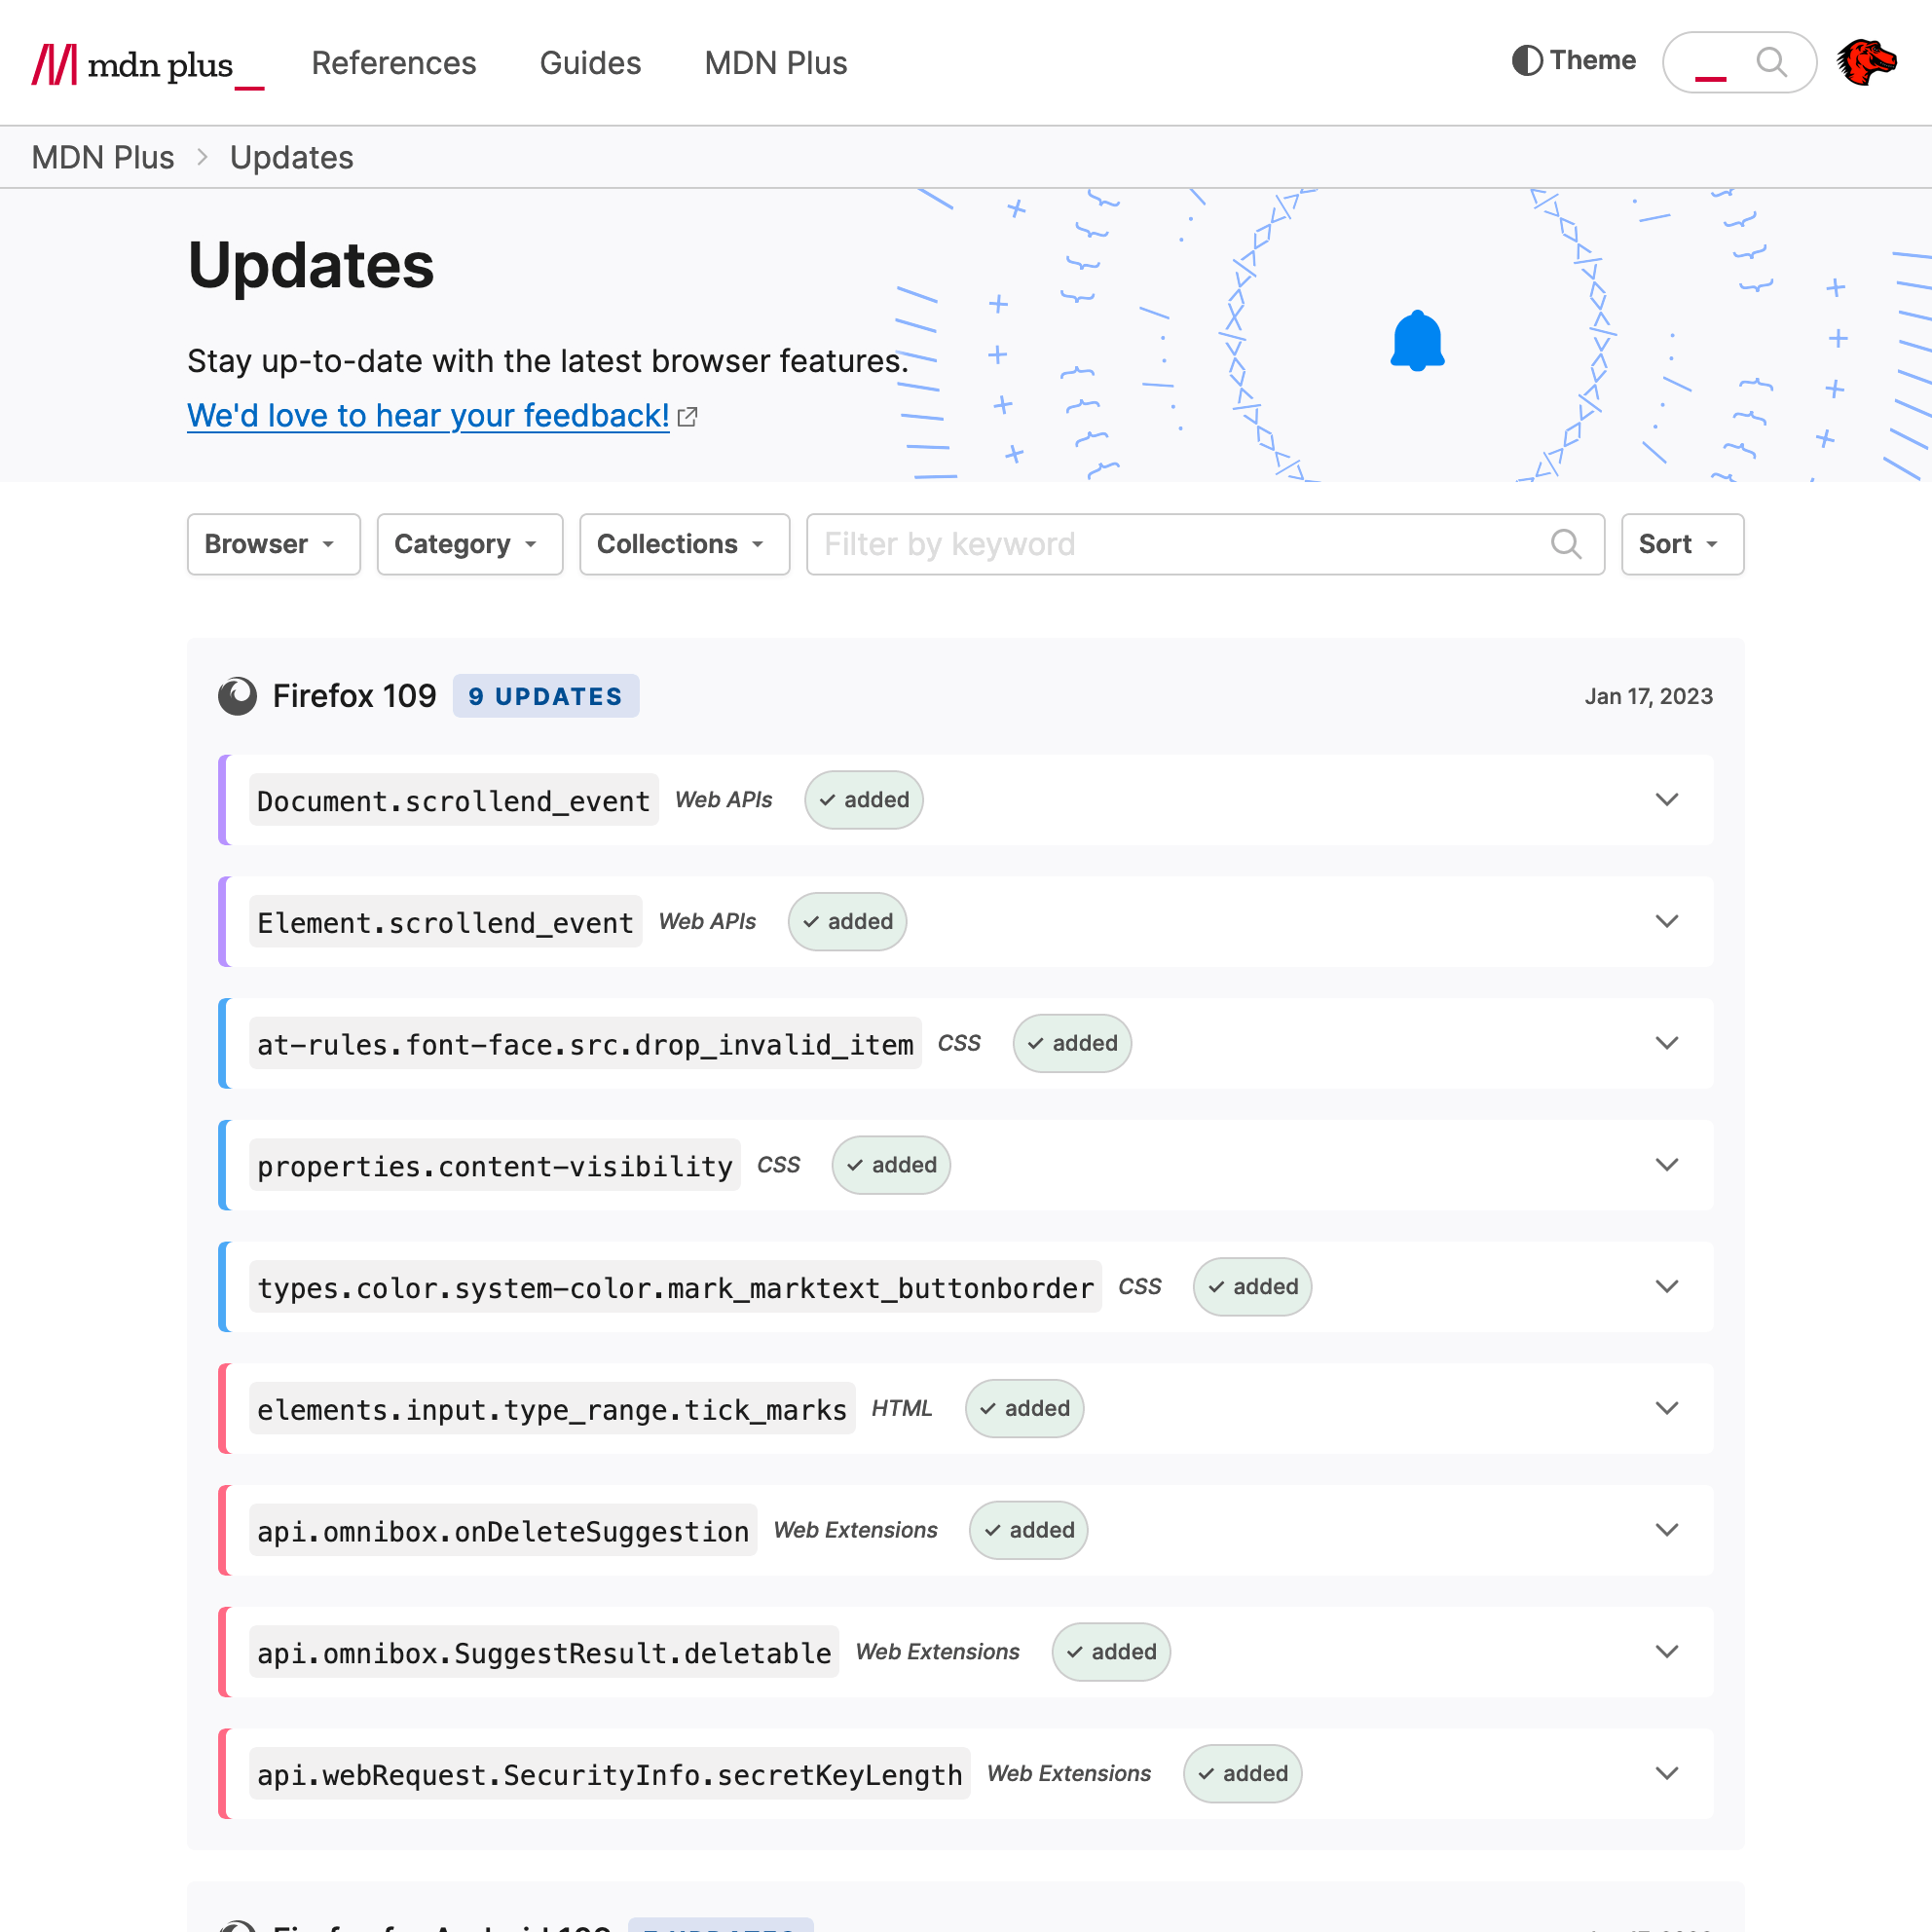 mdn plus_ References Guides MDN Plus Theme
MDN Plus > Updates
Updates
Stay up-to-date with the latest browser features.
We'd love to hear your feedback!
Browser Category Collections Filter by keyword Sort
Firefox 109 9 UPDATES Jan 17, 2023
Document.scrollend_event Web APIs added
Element.scrollend_event Web APIs added
at-rules.font-face.src.drop_invalid_item CSS added
properties.content-visibility CSS added
types.color.system-color.mark_marktext_buttonborder CSS added
elements.input.type_range.tick_marks HTML added
api.omnibox.onDeleteSuggestion Web Extensions added
api.omnibox.SuggestResult.deletable Web Extensions added
api.webRequest.SecurityInfo.secretKeyLength Web Extensions added